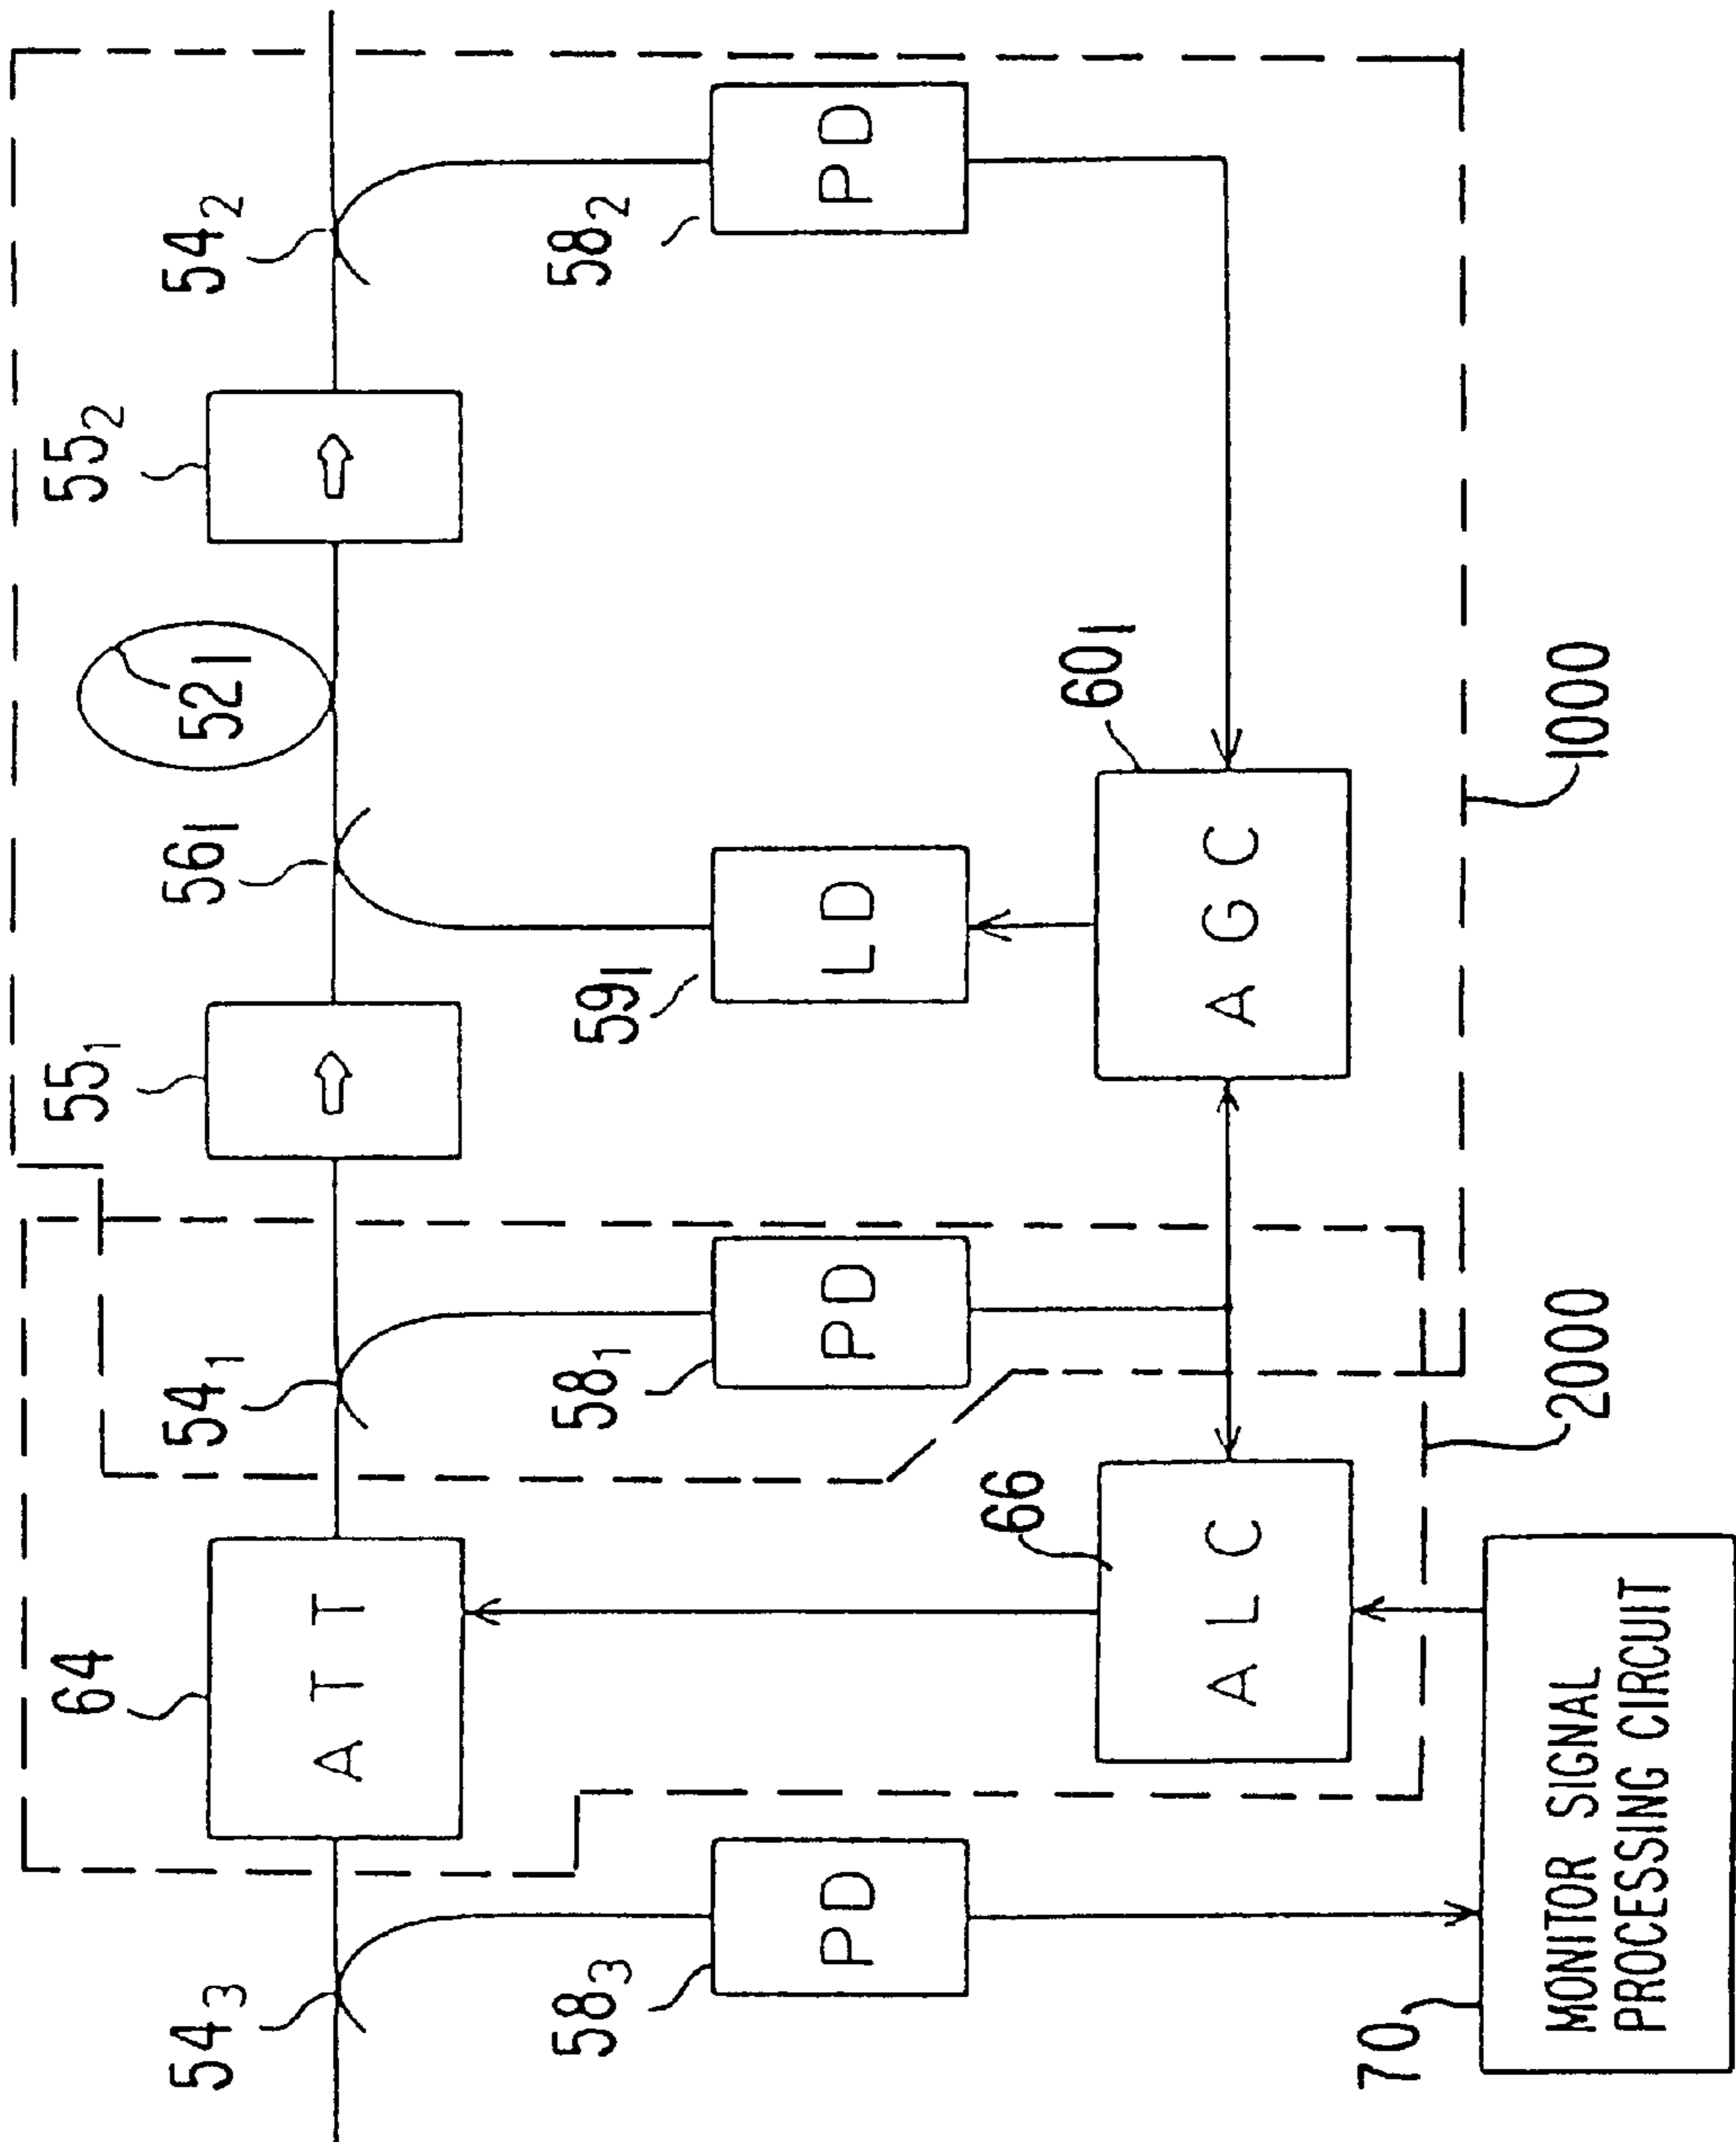 64
55₁
55₂
54₃
54₁
56₁
52₁
54₂
ATT
58₃
58₁
59₁
58₂
PD
PD
LD
PD
66
60₁
ALC
AGC
70
MONITOR SIGNAL
PROCESSING CIRCUIT
2000
1000